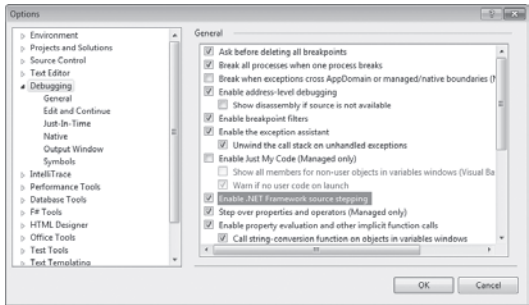 Options
Environment
Projects and Solutions
Source Control
Text Editor
Debugging
General
Edit and Continue
Just-In-Time
Native
Output Window
Symbols
IntelliTrace
Performance Tools
Database Tools
F# Tools
HTML Designer
Office Tools
Test Tools
Text Templating
General
Ask before deleting all breakpoints
Break all processes when one process breaks
Break when exceptions cross AppDomain or managed/native boundaries (M
Enable address-level debugging
Show disassembly if source is not available
Enable breakpoint filters
Enable the exception assistant
Unwind the call stack on unhandled exceptions
Enable Just My Code (Managed only)
Show all members for non-user objects in variables windows (Visual Ba
Warn if no user code on launch
Enable .NET Framework source stepping
Step over properties and operators (Managed only)
Enable property evaluation and other implicit function calls
Call string-conversion function on objects in variables windows
OK
Cancel